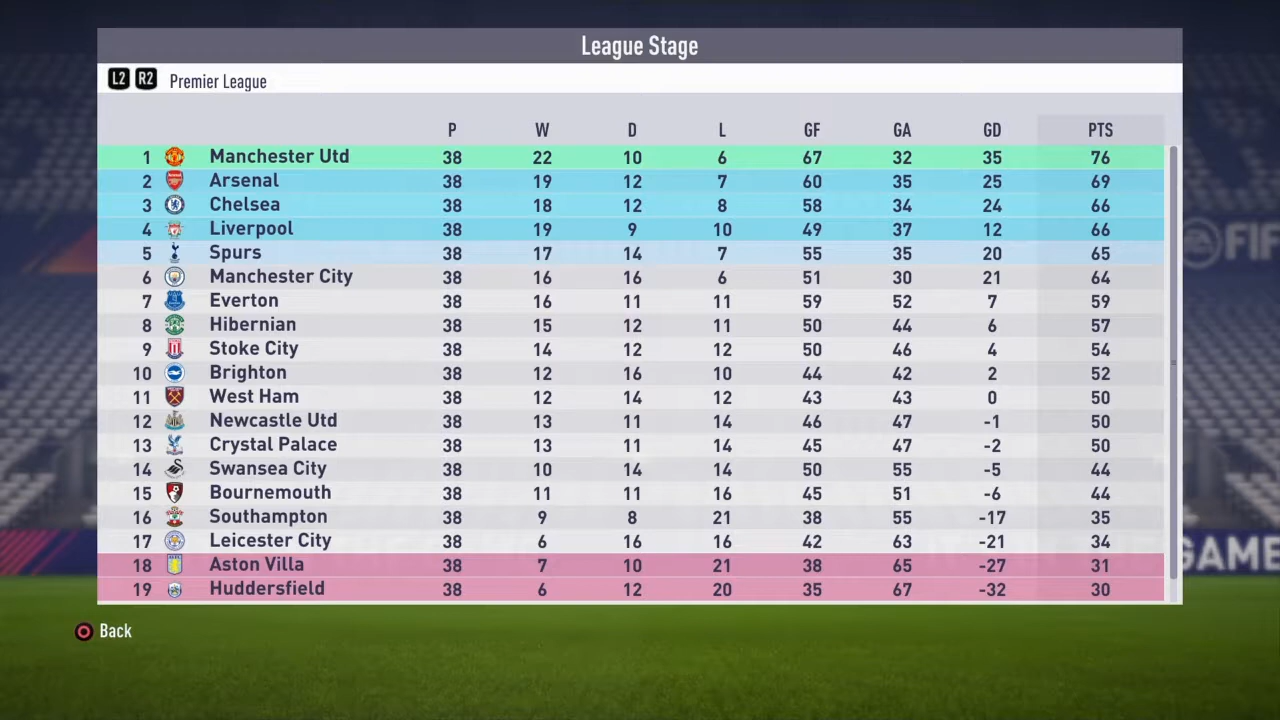 League Stage
L2 R2 Premier League
P W D L GF GA GD PTS
1 Manchester Utd 38 22 10 6 67 32 35 76
2 Arsenal 38 19 12 7 60 35 25 69
3 Chelsea 38 18 12 8 58 34 24 66
4 Liverpool 38 19 9 10 49 37 12 66
5 Spurs 38 17 14 7 55 35 20 65
6 Manchester City 38 16 16 6 51 30 21 64
7 Everton 38 16 11 11 59 52 7 59
8 Hibernian 38 15 12 11 50 44 6 57
9 Stoke City 38 14 12 12 50 46 4 54
10 Brighton 38 12 16 10 44 42 2 52
11 West Ham 38 12 14 12 43 43 0 50
12 Newcastle Utd 38 13 11 14 46 47 -1 50
13 Crystal Palace 38 13 11 14 45 47 -2 50
14 Swansea City 38 10 14 14 50 55 -5 44
15 Bournemouth 38 11 11 16 45 51 -6 44
16 Southampton 38 9 8 21 38 55 -17 35
17 Leicester City 38 6 16 16 42 63 -21 34
18 Aston Villa 38 7 10 21 38 65 -27 31
19 Huddersfield 38 6 12 20 35 67 -32 30
Back
EA FIF
GAME